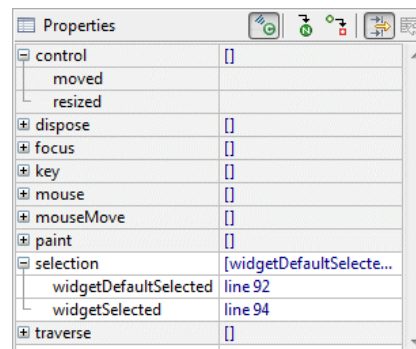 Properties
control []
moved
resized
dispose []
focus []
key []
mouse []
mouseMove []
paint []
selection [widgetDefaultSelecte...
widgetDefaultSelected line 92
widgetSelected line 94
traverse []